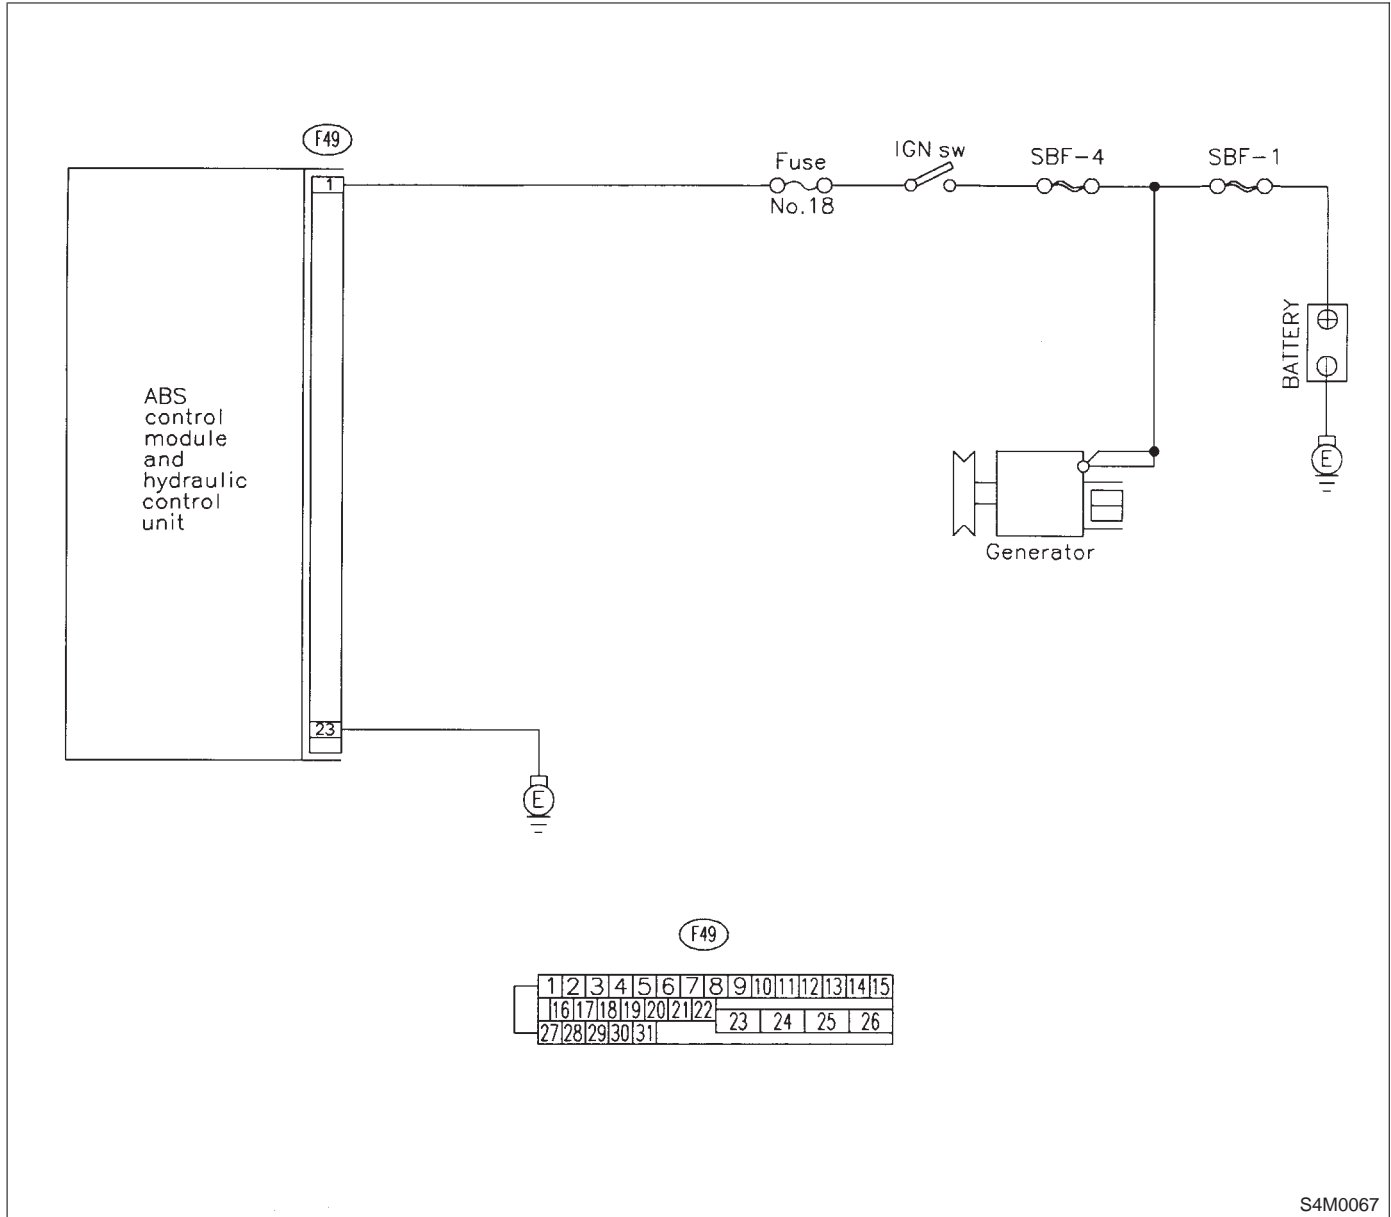 F49
1
Fuse
No.18
IGN sw
SBF-4
SBF-1
BATTERY
E
ABS
control
module
and
hydraulic
control
unit
Generator
23
E
F49
1 2 3 4 5 6 7 8 9 10 11 12 13 14 15
16 17 18 19 20 21 22
23 24 25 26
27 28 29 30 31
S4M0067